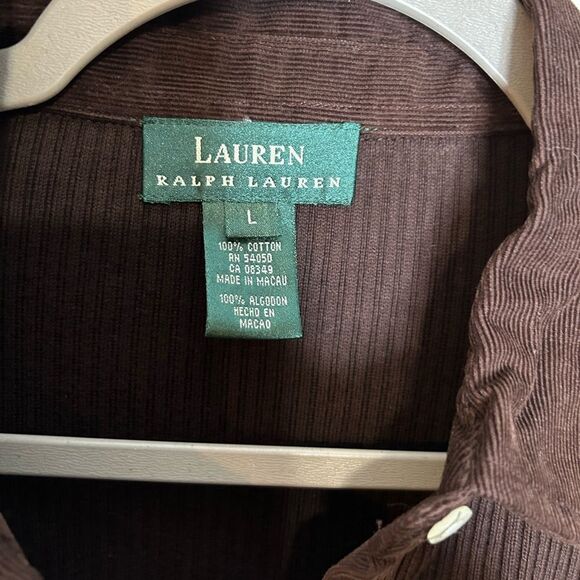 LAUREN
RALPH LAUREN
L
100% COTTON
RN 54050
CA 08349
MADE IN MACAU
100% ALGODON
HECHO EN
MACAO